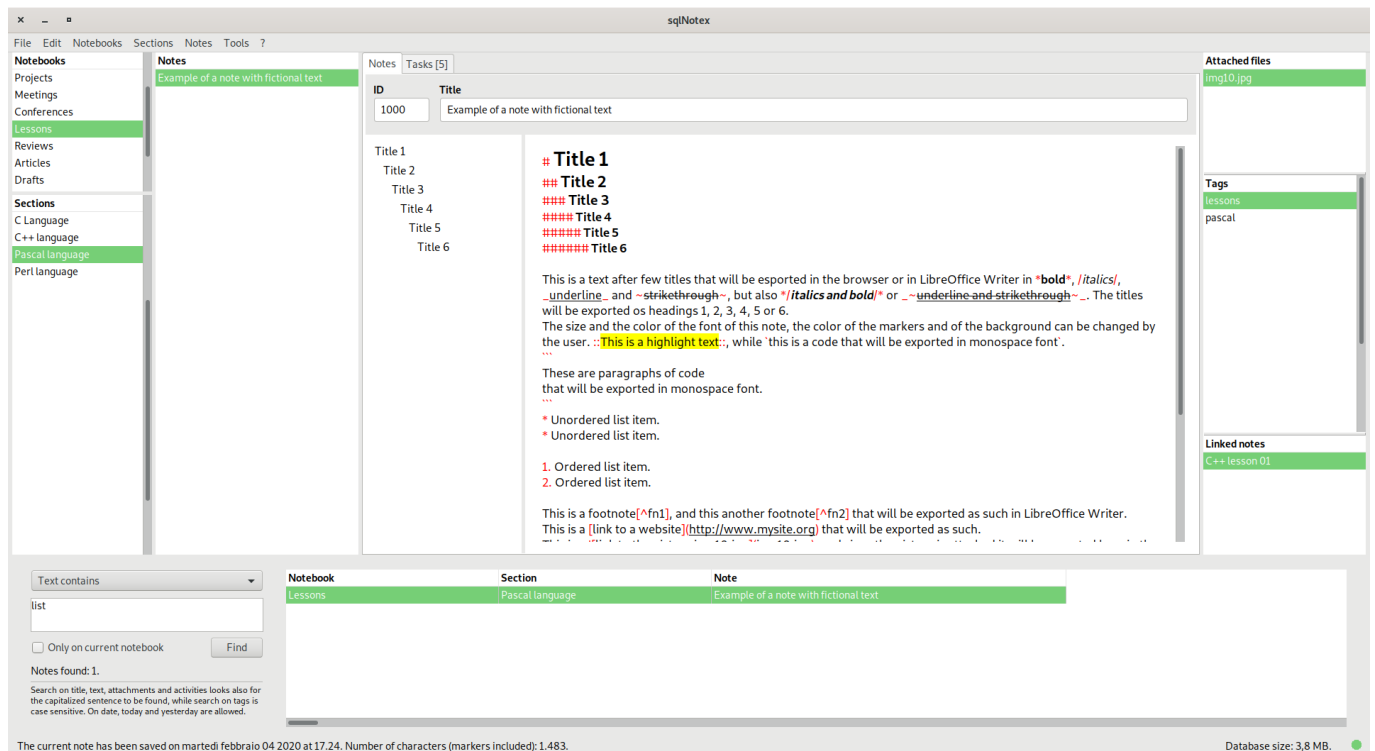 sqlNotex
File Edit Notebooks Sections Notes Tools ?
Notebooks
Projects
Meetings
Conferences
Lessons
Reviews
Articles
Drafts
Sections
C Language
C++ language
Pascal language
Perl language
Notes
Example of a note with fictional text
Notes Tasks [5]
ID Title
1000 Example of a note with fictional text
Title 1
Title 2
Title 3
Title 4
Title 5
Title 6
# Title 1
## Title 2
### Title 3
#### Title 4
##### Title 5
###### Title 6
This is a text after few titles that will be esported in the browser or in LibreOffice Writer in *bold*, /italics/,
_underline_ and ~strikethrough~, but also */italics and bold/* or _~underline and strikethrough~_. The titles
will be exported os headings 1, 2, 3, 4, 5 or 6.
The size and the color of the font of this note, the color of the markers and of the background can be changed by
the user. ::This is a highlight text::, while `this is a code that will be exported in monospace font`.
```
These are paragraphs of code
that will be exported in monospace font.
```
* Unordered list item.
* Unordered list item.
1. Ordered list item.
2. Ordered list item.
This is a footnote[^fn1], and this another footnote[^fn2] that will be exported as such in LibreOffice Writer.
This is a [link to a website](http://www.mysite.org) that will be exported as such.
Attached files
img10.jpg
Tags
lessons
pascal
Linked notes
C++ lesson 01
Text contains
list
Only on current notebook Find
Notes found: 1.
Search on title, text, attachments and activities looks also for
the capitalized sentence to be found, while search on tags is
case sensitive. On date, today and yesterday are allowed.
Notebook Section Note
Lessons Pascal language Example of a note with fictional text
The current note has been saved on martedì febbraio 04 2020 at 17.24. Number of characters (markers included): 1.483.
Database size: 3,8 MB.